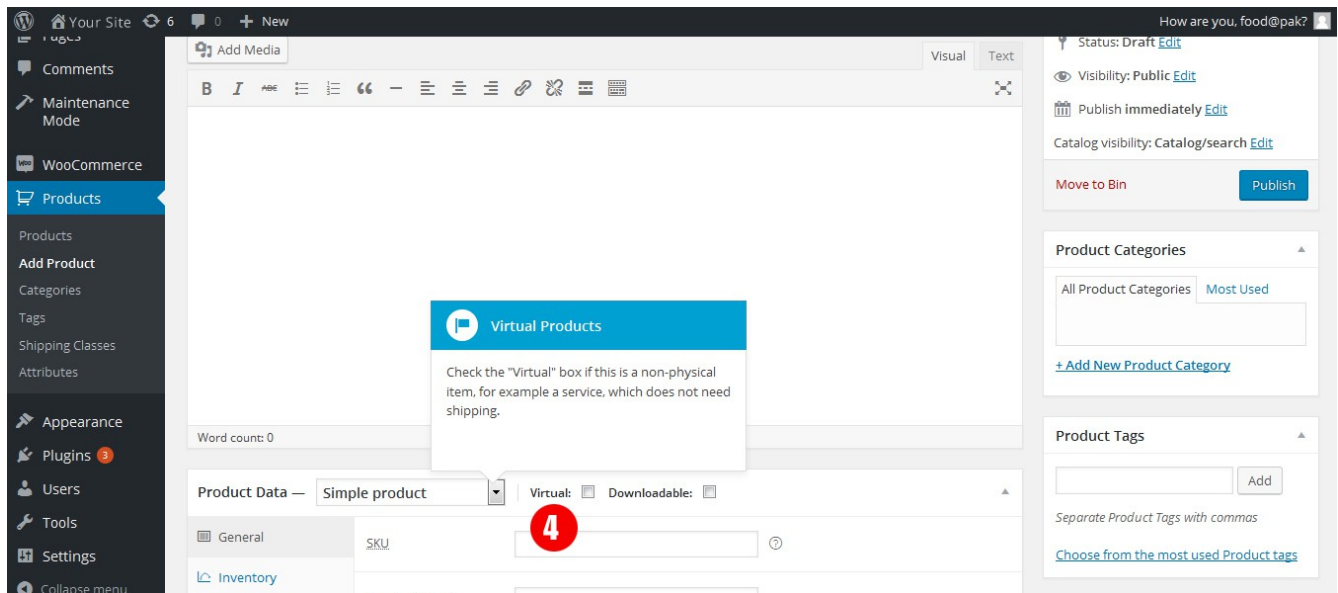 Your Site 6 0 + New
How are you, food@pak?
Pages
Comments
Maintenance
Mode
WooCommerce
Products
Products
Add Product
Categories
Tags
Shipping Classes
Attributes
Appearance
Plugins 3
Users
Tools
Settings
Collapse menu
Add Media
Visual Text
B I ABC
Word count: 0
Virtual Products
Check the "Virtual" box if this is a non-physical
item, for example a service, which does not need
shipping.
Product Data — Simple product Virtual: Downloadable:
4
General
Inventory
SKU
Status: Draft Edit
Visibility: Public Edit
Publish immediately Edit
Catalog visibility: Catalog/search Edit
Move to Bin Publish
Product Categories
All Product Categories Most Used
+ Add New Product Category
Product Tags
Add
Separate Product Tags with commas
Choose from the most used Product tags